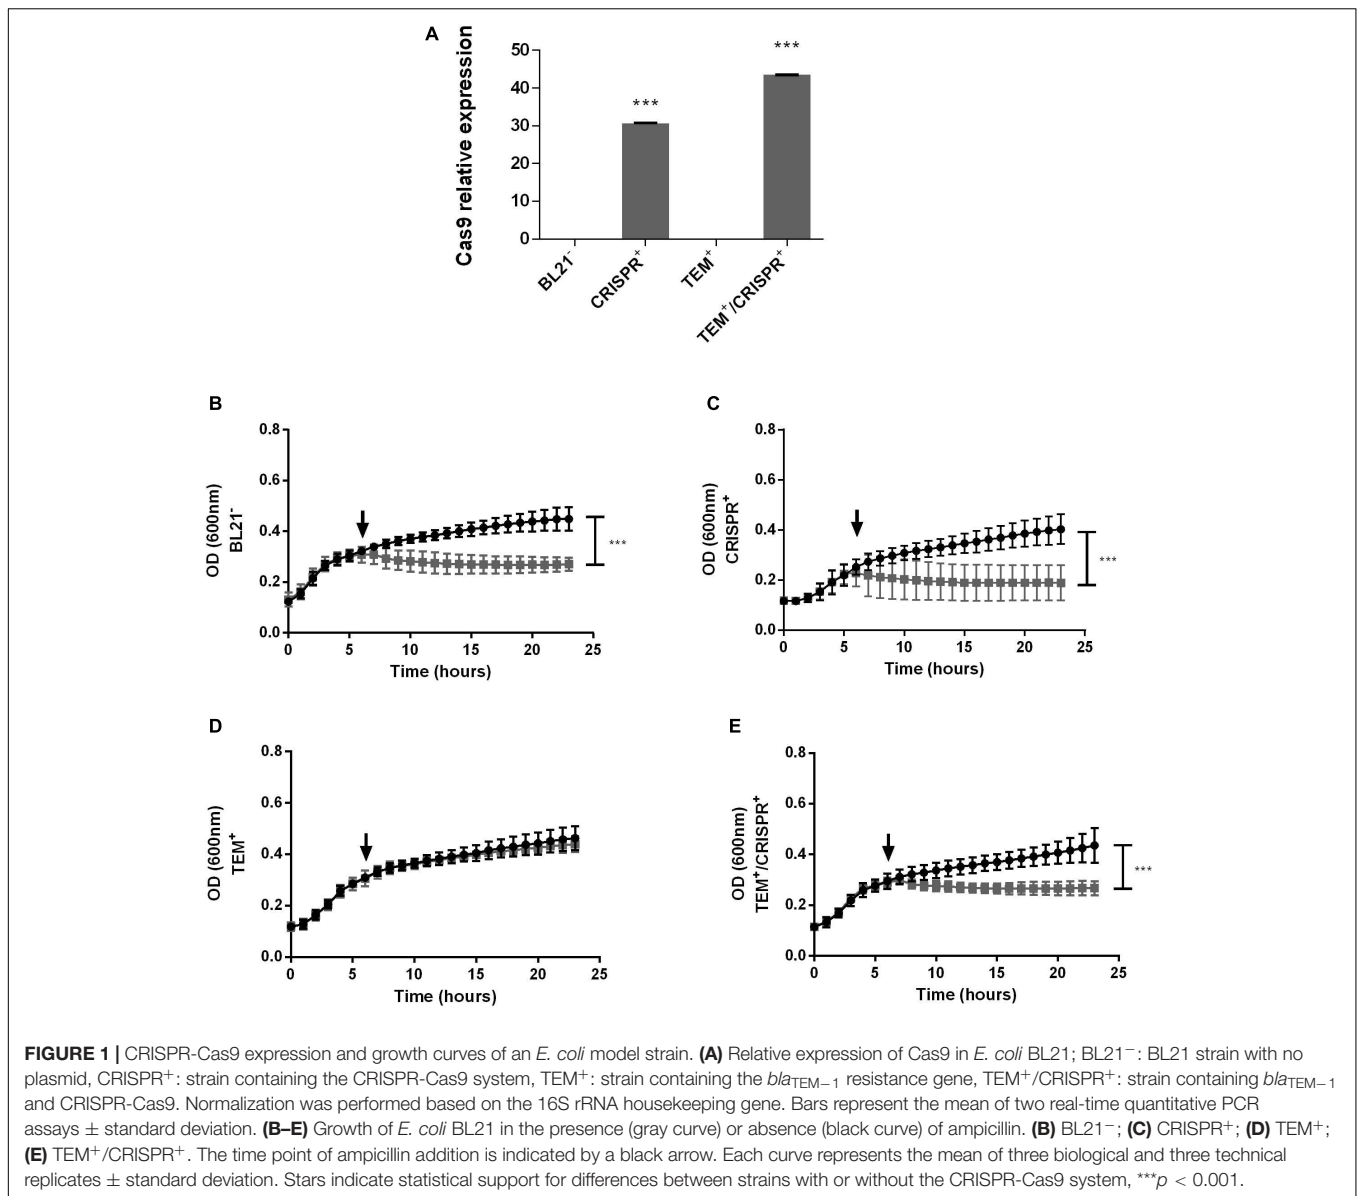 A
Cas9 relative expression
50
40
30
20
10
0
***
***
BL21⁻
CRISPR⁺
TEM⁺
TEM⁺/CRISPR⁺
B
OD (600nm)
BL21⁻
0.8
0.6
0.4
0.2
0.0
***
0 5 10 15 20 25
Time (hours)
C
OD (600nm)
CRISPR⁺
0.8
0.6
0.4
0.2
0.0
***
0 5 10 15 20 25
Time (hours)
D
OD (600nm)
TEM⁺
0.8
0.6
0.4
0.2
0.0
0 5 10 15 20 25
Time (hours)
E
OD (600nm)
TEM⁺/CRISPR⁺
0.8
0.6
0.4
0.2
0.0
***
0 5 10 15 20 25
Time (hours)
FIGURE 1 | CRISPR-Cas9 expression and growth curves of an E. coli model strain. (A) Relative expression of Cas9 in E. coli BL21; BL21⁻: BL21 strain with no
plasmid, CRISPR⁺: strain containing the CRISPR-Cas9 system, TEM⁺: strain containing the bla_TEM−1 resistance gene, TEM⁺/CRISPR⁺: strain containing bla_TEM−1
and CRISPR-Cas9. Normalization was performed based on the 16S rRNA housekeeping gene. Bars represent the mean of two real-time quantitative PCR
assays ± standard deviation. (B–E) Growth of E. coli BL21 in the presence (gray curve) or absence (black curve) of ampicillin. (B) BL21⁻; (C) CRISPR⁺; (D) TEM⁺;
(E) TEM⁺/CRISPR⁺. The time point of ampicillin addition is indicated by a black arrow. Each curve represents the mean of three biological and three technical
replicates ± standard deviation. Stars indicate statistical support for differences between strains with or without the CRISPR-Cas9 system, ***p < 0.001.